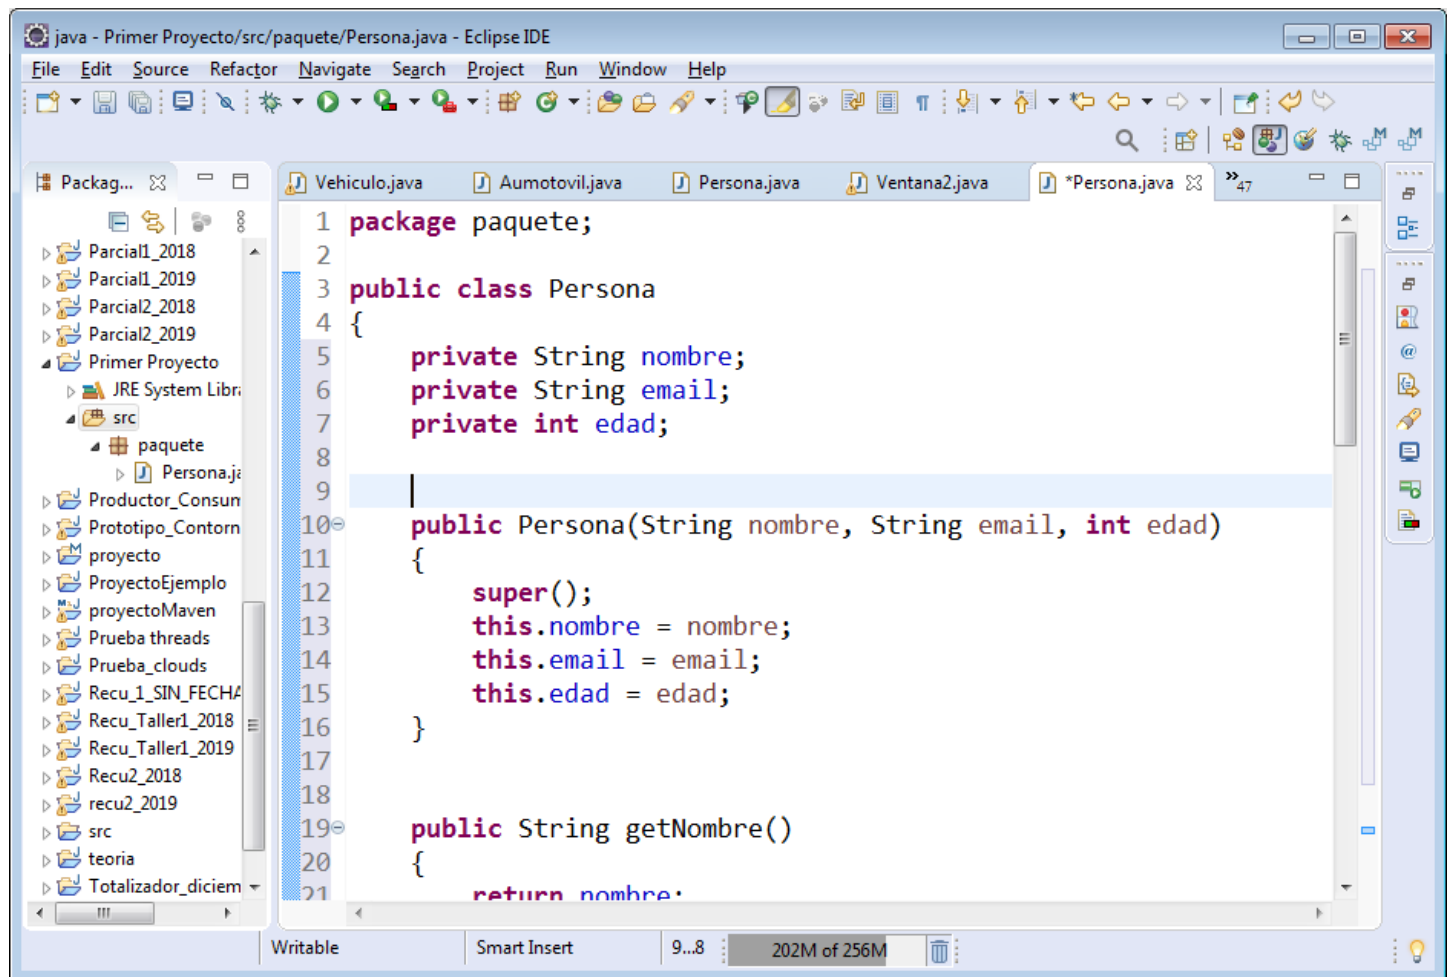 java - Primer Proyecto/src/paquete/Persona.java - Eclipse IDE
File Edit Source Refactor Navigate Search Project Run Window Help
Packag...
Vehiculo.java Aumotovil.java Persona.java Ventana2.java *Persona.java »47
Parcial1_2018
Parcial1_2019
Parcial2_2018
Parcial2_2019
Primer Proyecto
JRE System Libra
src
paquete
Persona.ja
Productor_Consum
Prototipo_Contorn
proyecto
ProyectoEjemplo
proyectoMaven
Prueba threads
Prueba_clouds
Recu_1_SIN_FECHA
Recu_Taller1_2018
Recu_Taller1_2019
Recu2_2018
recu2_2019
src
teoria
Totalizador_diciem
1 package paquete;
2
3 public class Persona
4 {
5 private String nombre;
6 private String email;
7 private int edad;
8
9
10 public Persona(String nombre, String email, int edad)
11 {
12 super();
13 this.nombre = nombre;
14 this.email = email;
15 this.edad = edad;
16 }
17
18
19 public String getNombre()
20 {
21 return nombre;
Writable Smart Insert 9...8 202M of 256M